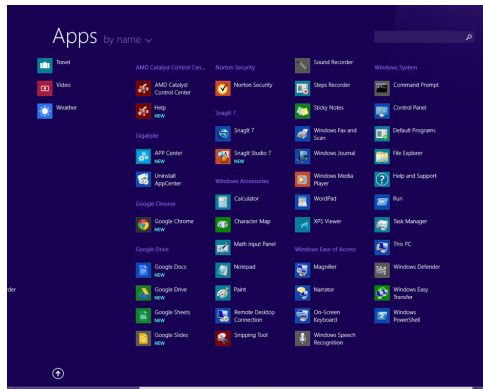 Apps by name
Travel
Video
Weather
AMD Catalyst Control Cen...
AMD Catalyst
Control Center
Help
NEW
Gigabyte
APP Center
NEW
Uninstall
AppCenter
Google Chrome
Google Chrome
NEW
Google Drive
Google Docs
NEW
Google Drive
NEW
Google Sheets
NEW
Google Slides
NEW
Norton Security
Norton Security
SnagIt 7
SnagIt 7
SnagIt Studio 7
NEW
Windows Accessories
Calculator
Character Map
Math Input Panel
Notepad
Paint
Remote Desktop
Connection
Snipping Tool
Sound Recorder
Steps Recorder
Sticky Notes
Windows Fax and
Scan
Windows Journal
Windows Media
Player
WordPad
XPS Viewer
Windows Ease of Access
Magnifier
Narrator
On-Screen
Keyboard
Windows Speech
Recognition
Windows System
Command Prompt
Control Panel
Default Programs
File Explorer
Help and Support
Run
Task Manager
This PC
Windows Defender
Windows Easy
Transfer
Windows
PowerShell